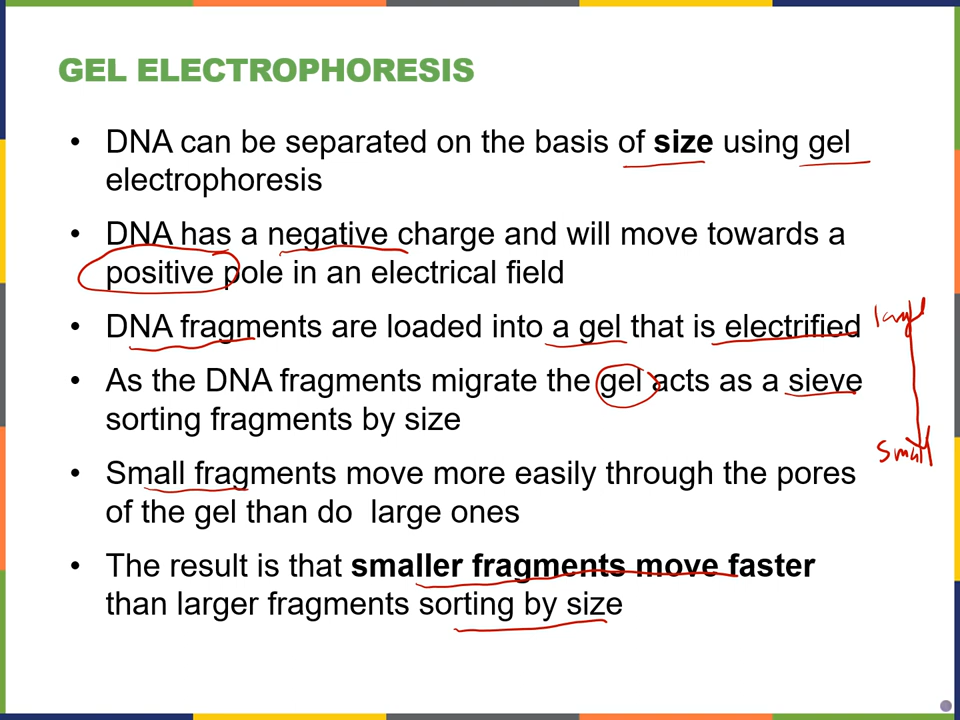 GEL ELECTROPHORESIS
• DNA can be separated on the basis of size using gel
electrophoresis
• DNA has a negative charge and will move towards a
positive pole in an electrical field
• DNA fragments are loaded into a gel that is electrified
large
• As the DNA fragments migrate the gel acts as a sieve
sorting fragments by size
small
• Small fragments move more easily through the pores
of the gel than do  large ones
• The result is that smaller fragments move faster
than larger fragments sorting by size